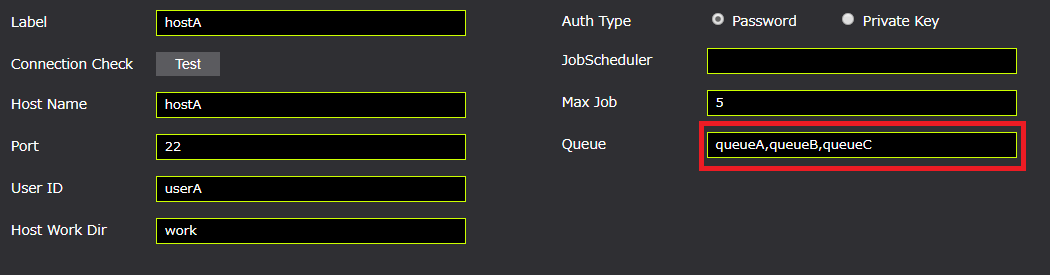 Label hostA
Connection Check Test
Host Name hostA
Port 22
User ID userA
Host Work Dir work
Auth Type Password Private Key
JobScheduler
Max Job 5
Queue queueA,queueB,queueC